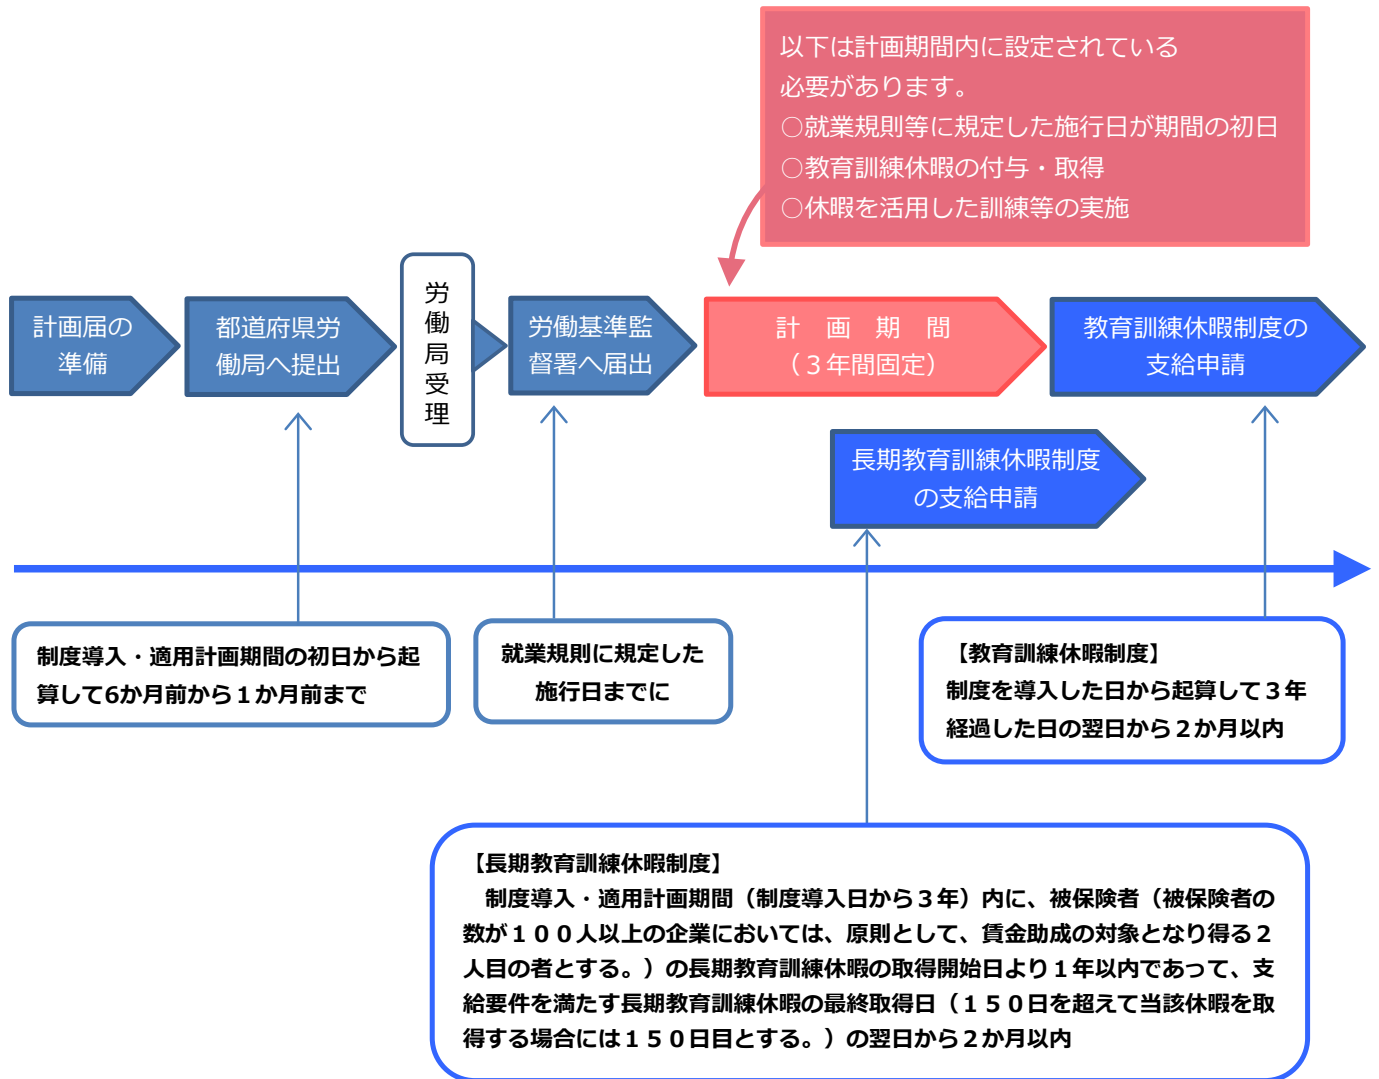 以下は計画期間内に設定されている
必要があります。
○就業規則等に規定した施行日が期間の初日
○教育訓練休暇の付与・取得
○休暇を活用した訓練等の実施
計画届の
準備
都道府県労
働局へ提出
労働局受理
労働基準監
督署へ届出
計　画　期　間
（３年間固定）
教育訓練休暇制度の
支給申請
長期教育訓練休暇制度
の支給申請
制度導入・適用計画期間の初日から起
算して6か月前から１か月前まで
就業規則に規定した
施行日までに
【教育訓練休暇制度】
制度を導入した日から起算して３年
経過した日の翌日から２か月以内
【長期教育訓練休暇制度】
制度導入・適用計画期間（制度導入日から３年）内に、被保険者（被保険者の
数が１００人以上の企業においては、原則として、賃金助成の対象となり得る２
人目の者とする。）の長期教育訓練休暇の取得開始日より１年以内であって、支
給要件を満たす長期教育訓練休暇の最終取得日（１５０日を超えて当該休暇を取
得する場合には１５０日目とする。）の翌日から２か月以内